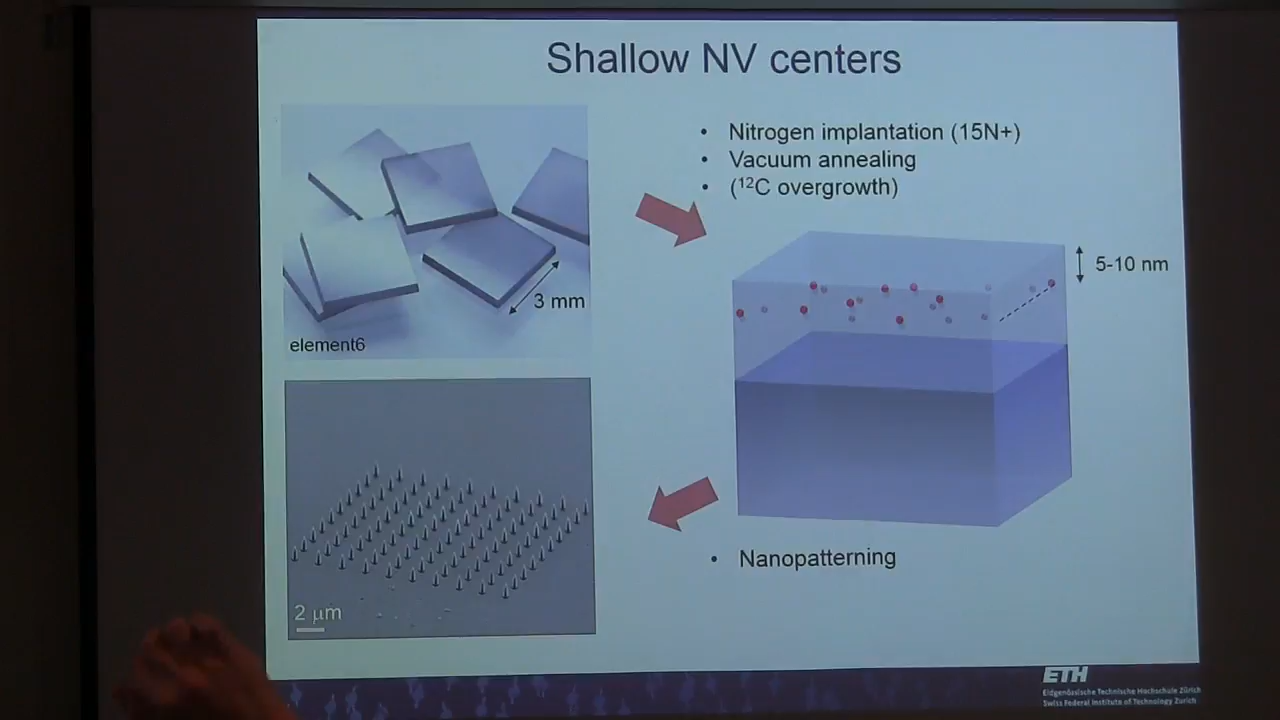 Shallow NV centers
• Nitrogen implantation (15N+)
• Vacuum annealing
• (¹²C overgrowth)
3 mm
element6
5-10 nm
• Nanopatterning
2 μm
ETH
Eidgenössische Technische Hochschule Zürich
Swiss Federal Institute of Technology Zurich